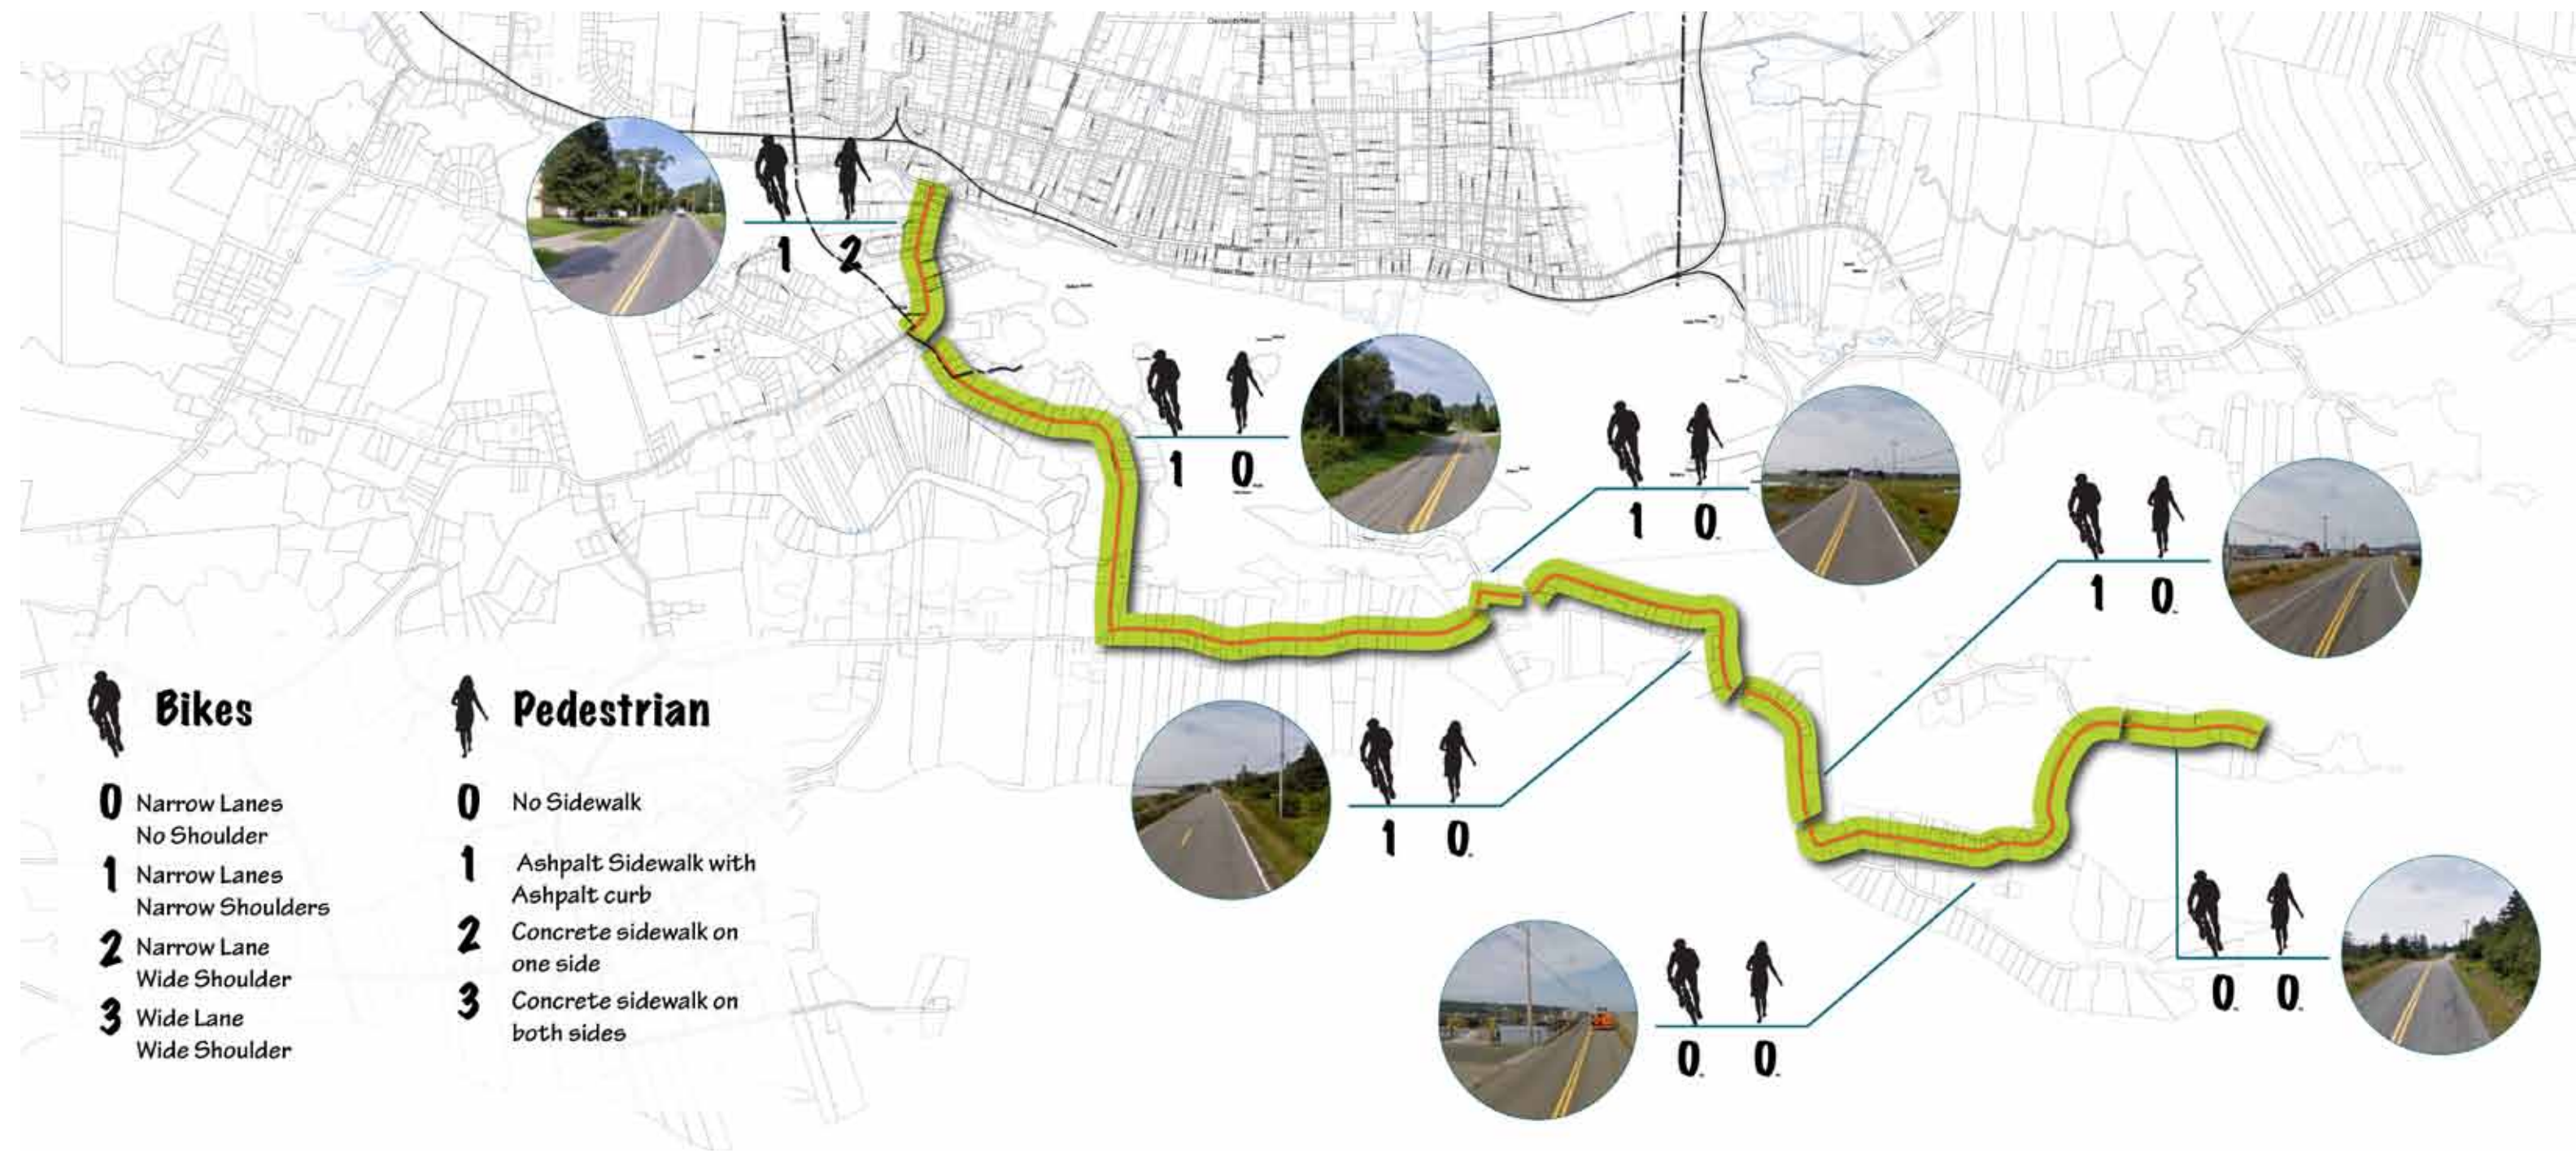 1 2
1 0
1 0
1 0
1 0
0 0
0 0
Bikes
0 Narrow Lanes
No Shoulder
1 Narrow Lanes
Narrow Shoulders
2 Narrow Lane
Wide Shoulder
3 Wide Lane
Wide Shoulder
Pedestrian
0 No Sidewalk
1 Ashpalt Sidewalk with
Ashpalt curb
2 Concrete sidewalk on
one side
3 Concrete sidewalk on
both sides